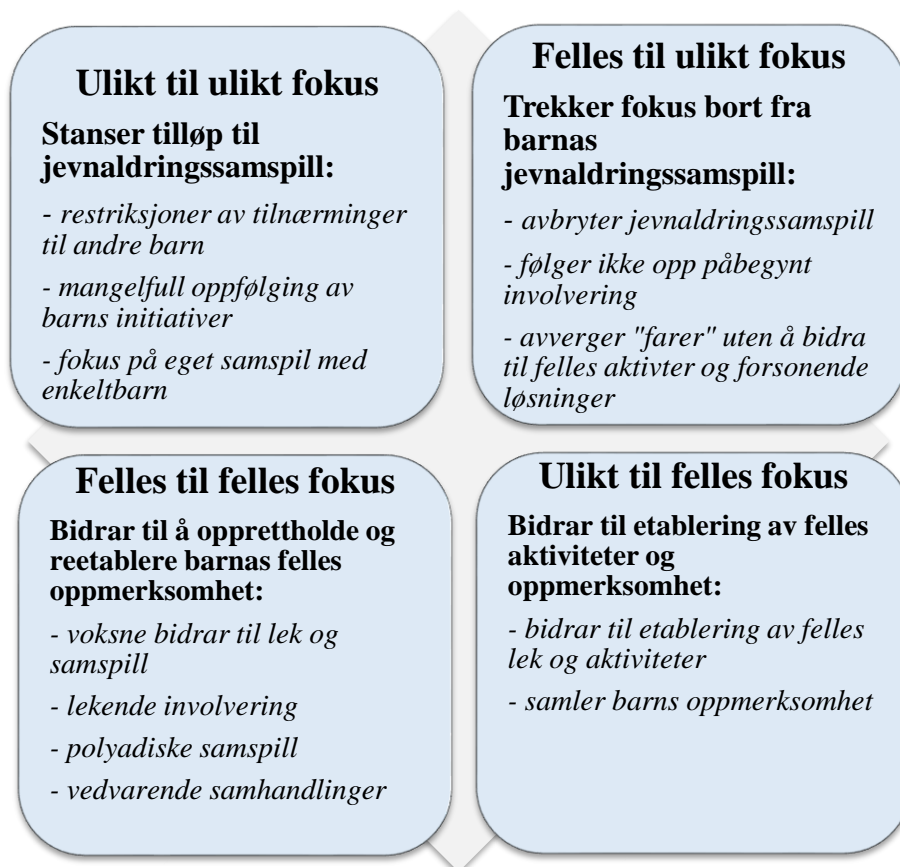 Ulikt til ulikt fokus
Stanser tilløp til
jevnaldringssamspill:
- restriksjoner av tilnærminger
til andre barn
- mangelfull oppfølging av
barns initiativer
- fokus på eget samspil med
enkeltbarn
Felles til ulikt fokus
Trekker fokus bort fra
barnas
jevnaldringssamspill:
- avbryter jevnaldringssamspill
- følger ikke opp påbegynt
involvering
- avverger "farer" uten å bidra
til felles aktivter og forsonende
løsninger
Felles til felles fokus
Bidrar til å opprettholde og
reetablere barnas felles
oppmerksomhet:
- voksne bidrar til lek og
samspill
- lekende involvering
- polyadiske samspill
- vedvarende samhandlinger
Ulikt til felles fokus
Bidrar til etablering av felles
aktiviteter og
oppmerksomhet:
- bidrar til etablering av felles
lek og aktiviteter
- samler barns oppmerksomhet